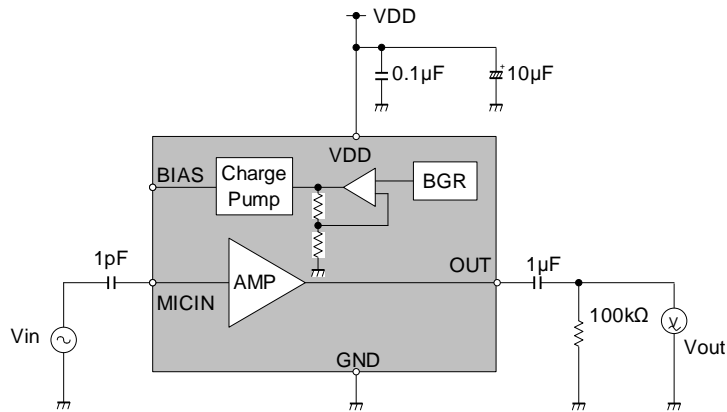 VDD
0.1µF
+
10µF
VDD
BIAS
Charge
Pump
BGR
1pF
MICIN
AMP
OUT
1µF
Vin
100kΩ
V
Vout
GND